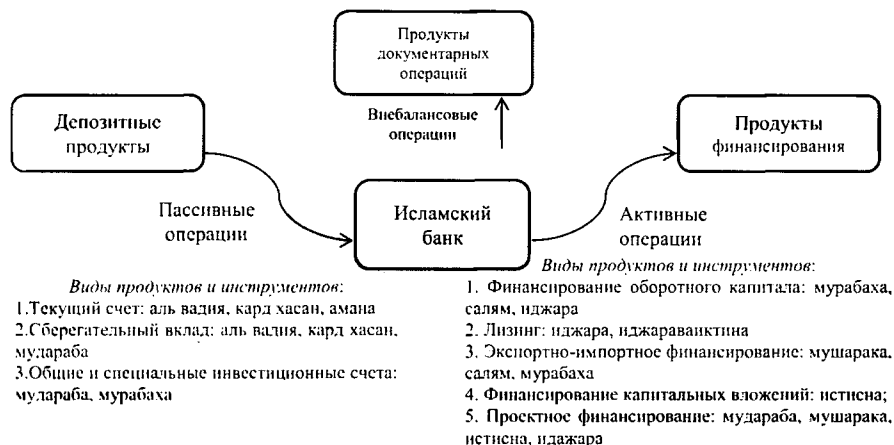 Продукты
документарных
операций
Депозитные
продукты
Внебалансовые
операции
Продукты
финансирования
Пассивные
операции
Исламский
банк
Активные
операции
Виды продуктов и инструментов:
1.Текущий счет: аль вадия, кард хасан, амана
2.Сберегательный вклад: аль вадия, кард хасан,
мудараба
3.Общие и специальные инвестиционные счета:
мудараба, мурабаха
Виды продуктов и инструментов:
1. Финансирование оборотного капитала: мурабаха,
салям, иджара
2. Лизинг: иджара, иджараваиктина
3. Экспортно-импортное финансирование: мушарака,
салям, мурабаха
4. Финансирование капитальных вложений: истисна;
5. Проектное финансирование: мудараба, мушарака,
истисна, идажара